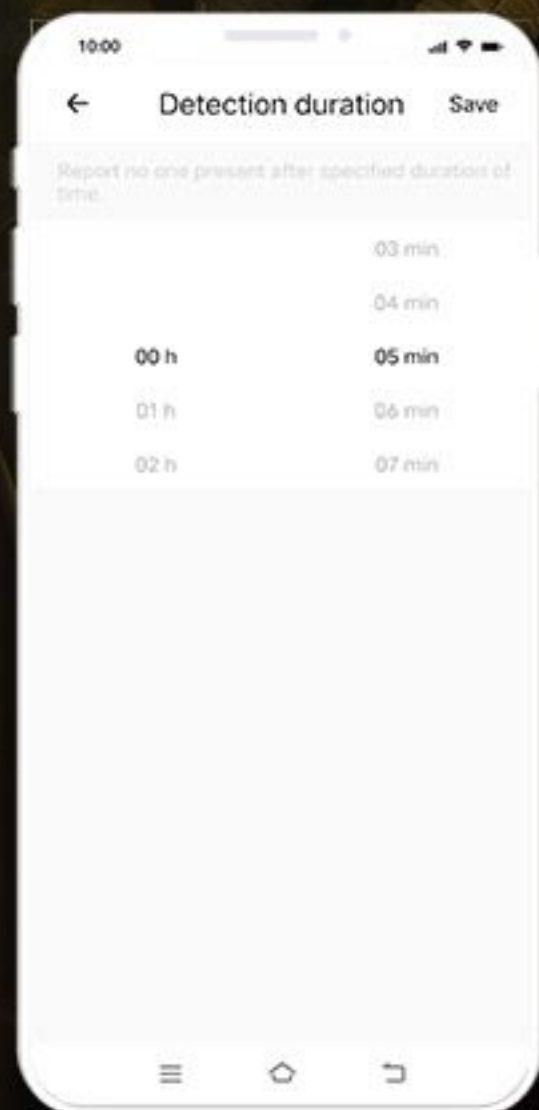 10:00
Detection duration Save
Report no one present after specified duration of
time.
03 min
04 min
00 h 05 min
01 h 06 min
02 h 07 min